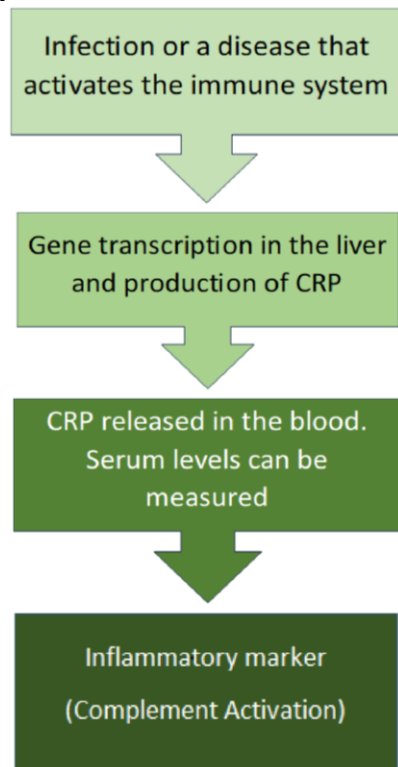 Infection or a disease that
activates the immune system
Gene transcription in the liver
and production of CRP
CRP released in the blood.
Serum levels can be
measured
Inflammatory marker
(Complement Activation)